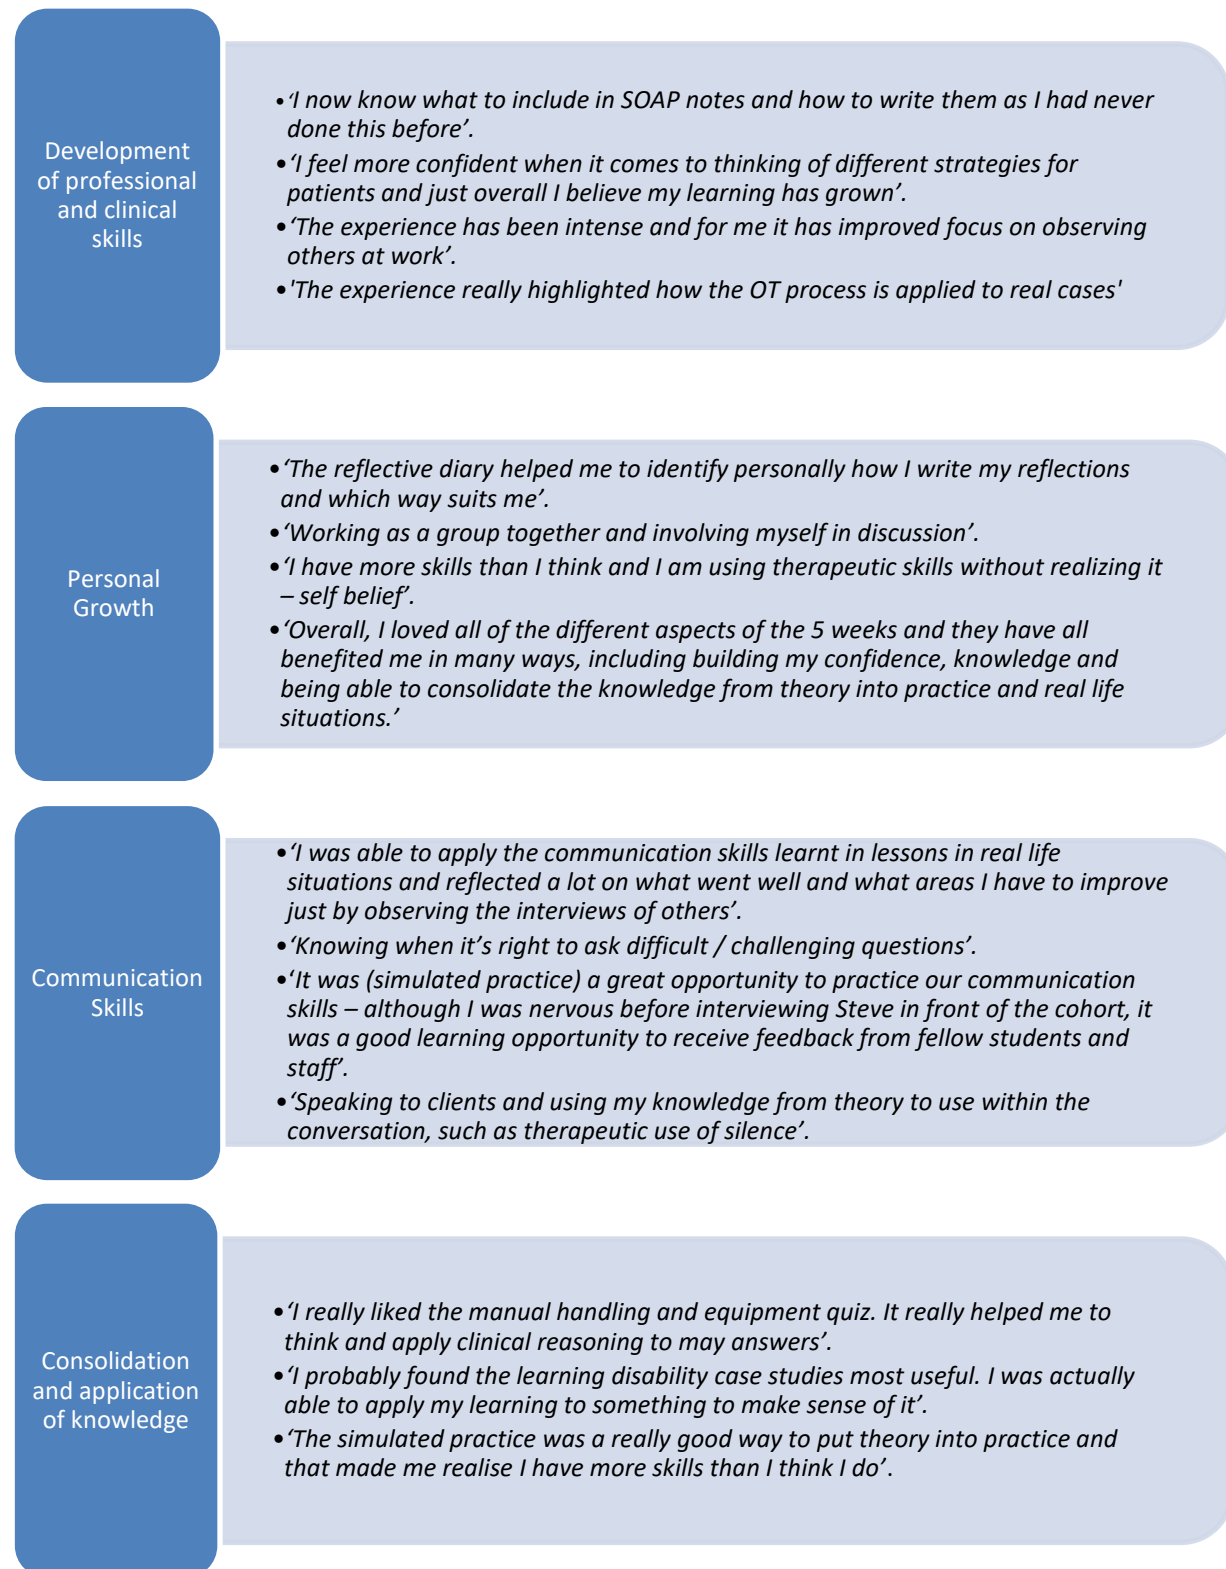 Development
of professional
and clinical
skills
• ‘I now know what to include in SOAP notes and how to write them as I had never
done this before’.
• ‘I feel more confident when it comes to thinking of different strategies for
patients and just overall I believe my learning has grown’.
• ‘The experience has been intense and for me it has improved focus on observing
others at work’.
• 'The experience really highlighted how the OT process is applied to real cases'
Personal
Growth
• ‘The reflective diary helped me to identify personally how I write my reflections
and which way suits me’.
• ‘Working as a group together and involving myself in discussion’.
• ‘I have more skills than I think and I am using therapeutic skills without realizing it
– self belief’.
• ‘Overall, I loved all of the different aspects of the 5 weeks and they have all
benefited me in many ways, including building my confidence, knowledge and
being able to consolidate the knowledge from theory into practice and real life
situations.’
Communication
Skills
• ‘I was able to apply the communication skills learnt in lessons in real life
situations and reflected a lot on what went well and what areas I have to improve
just by observing the interviews of others’.
• ‘Knowing when it’s right to ask difficult / challenging questions’.
• ‘It was (simulated practice) a great opportunity to practice our communication
skills – although I was nervous before interviewing Steve in front of the cohort, it
was a good learning opportunity to receive feedback from fellow students and
staff’.
• ‘Speaking to clients and using my knowledge from theory to use within the
conversation, such as therapeutic use of silence’.
Consolidation
and application
of knowledge
• ‘I really liked the manual handling and equipment quiz. It really helped me to
think and apply clinical reasoning to may answers’.
• ‘I probably found the learning disability case studies most useful. I was actually
able to apply my learning to something to make sense of it’.
• ‘The simulated practice was a really good way to put theory into practice and
that made me realise I have more skills than I think I do’.